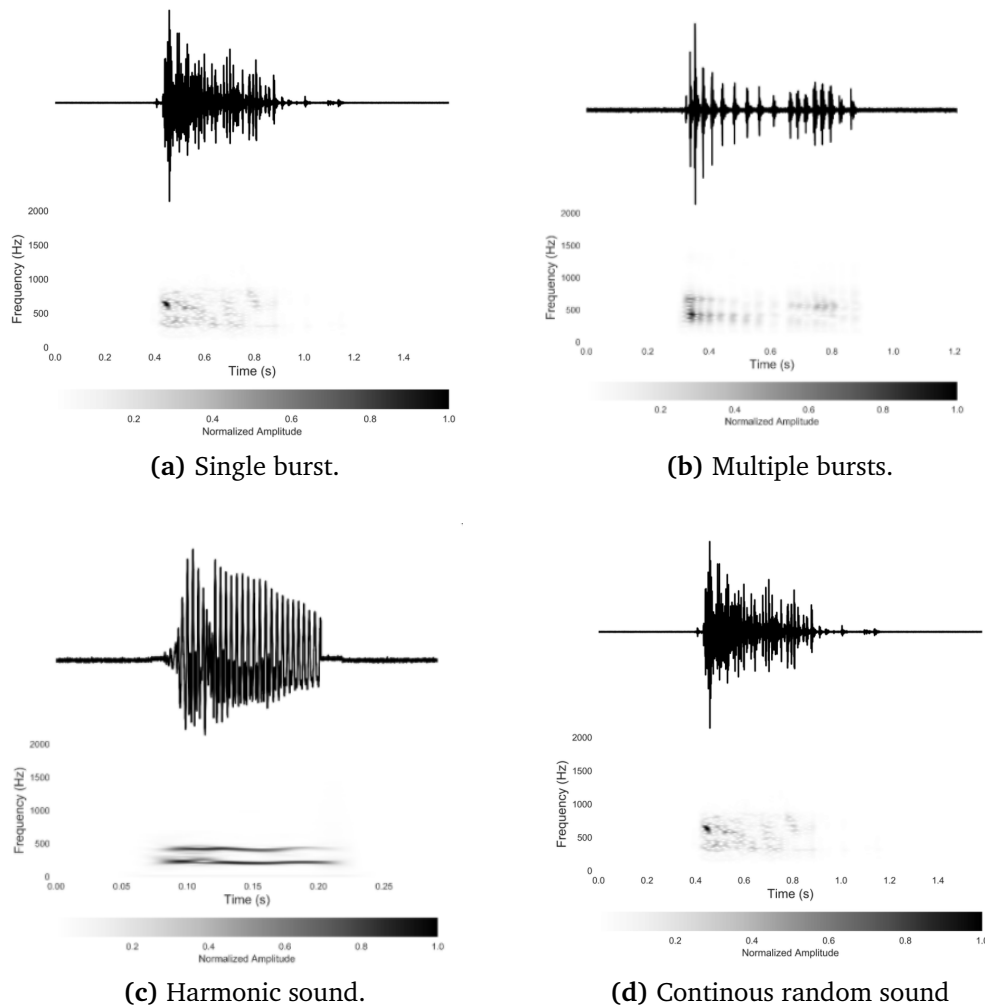 2000
1500
1000
500
0
Frequency (Hz)
0.0 0.2 0.4 0.6 0.8 1.0 1.2 1.4
Time (s)
0.2 0.4 0.6 0.8 1.0
Normalized Amplitude
(a) Single burst.
2000
1500
1000
500
0
Frequency (Hz)
0.0 0.2 0.4 0.6 0.8 1.0 1.2
Time (s)
0.2 0.4 0.6 0.8 1.0
Normalized Amplitude
(b) Multiple bursts.
2000
1500
1000
500
0
Frequency (Hz)
0.00 0.05 0.10 0.15 0.20 0.25
Time (s)
0.2 0.4 0.6 0.8 1.0
Normalized Amplitude
(c) Harmonic sound.
2000
1500
1000
500
0
Frequency (Hz)
0.0 0.2 0.4 0.6 0.8 1.0 1.2 1.4
Time (s)
0.2 0.4 0.6 0.8 1.0
Normalized Amplitude
(d) Continous random sound